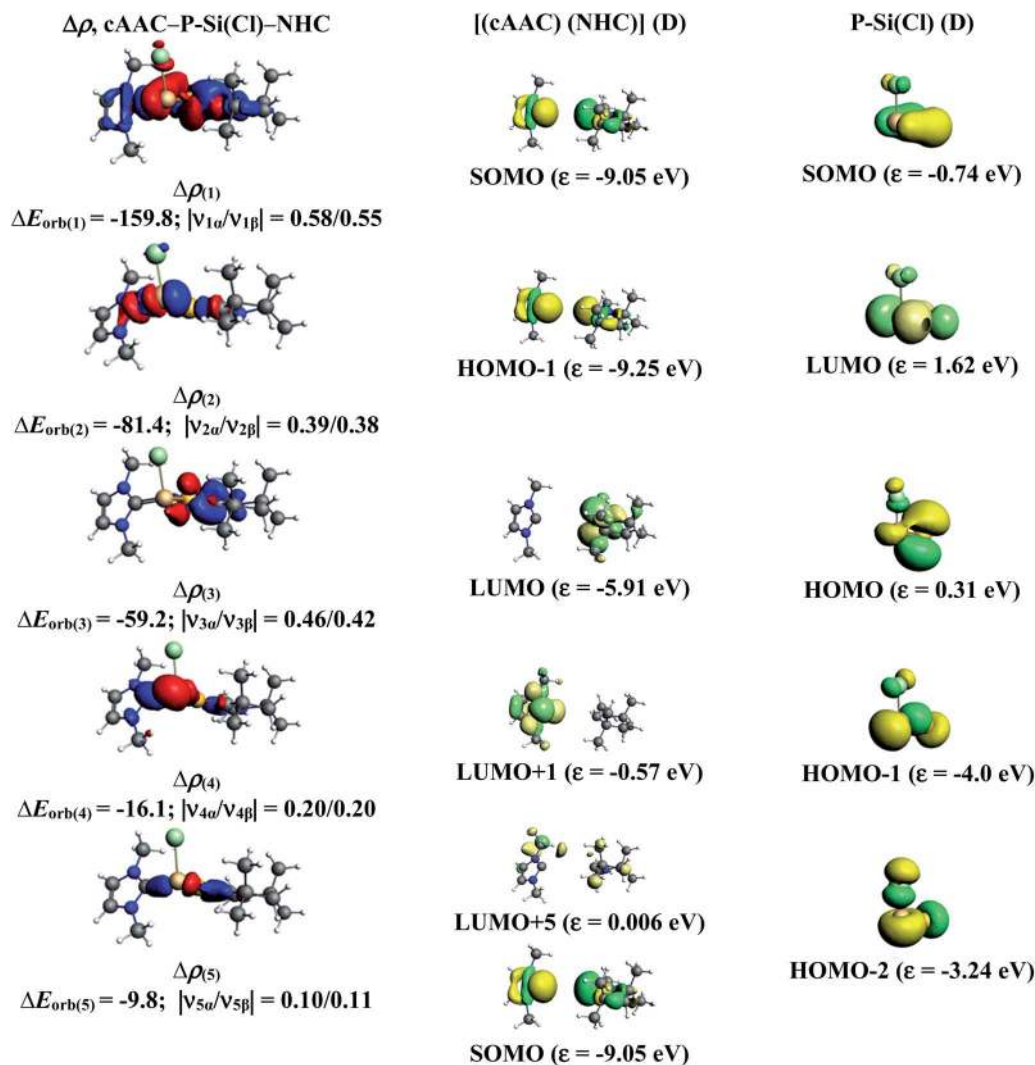 Δρ, cAAC–P-Si(Cl)–NHC
[(cAAC) (NHC)] (D)
P-Si(Cl) (D)
SOMO (ε = -9.05 eV)
SOMO (ε = -0.74 eV)
Δρ(1)
ΔEorb(1) = -159.8; |ν1α/ν1β| = 0.58/0.55
HOMO-1 (ε = -9.25 eV)
LUMO (ε = 1.62 eV)
Δρ(2)
ΔEorb(2) = -81.4; |ν2α/ν2β| = 0.39/0.38
LUMO (ε = -5.91 eV)
HOMO (ε = 0.31 eV)
Δρ(3)
ΔEorb(3) = -59.2; |ν3α/ν3β| = 0.46/0.42
LUMO+1 (ε = -0.57 eV)
HOMO-1 (ε = -4.0 eV)
Δρ(4)
ΔEorb(4) = -16.1; |ν4α/ν4β| = 0.20/0.20
LUMO+5 (ε = 0.006 eV)
HOMO-2 (ε = -3.24 eV)
Δρ(5)
ΔEorb(5) = -9.8; |ν5α/ν5β| = 0.10/0.11
SOMO (ε = -9.05 eV)